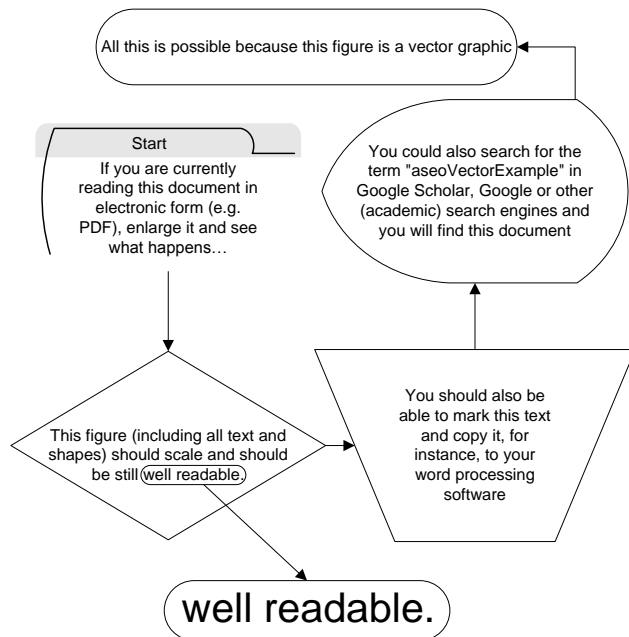 All this is possible because this figure is a vector graphic
Start
If you are currently
reading this document in
electronic form (e.g.
PDF), enlarge it and see
what happens…
You could also search for the
term "aseoVectorExample" in
Google Scholar, Google or other
(academic) search engines and
you will find this document
This figure (including all text and
shapes) should scale and should
be still well readable.
You should also be
able to mark this text
and copy it, for
instance, to your
word processing
software
well readable.